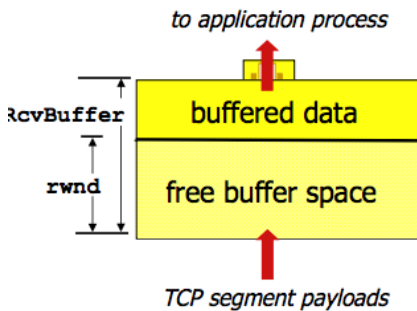 to application process
RcvBuffer
buffered data
rwnd
free buffer space
TCP segment payloads